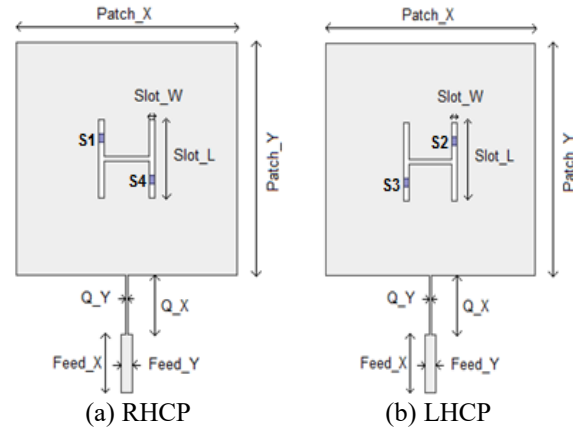 Patch_X
Patch_X
Slot_W
S1
S4
Slot_L
Patch_Y
Slot_W
S2
S3
Slot_L
Patch_Y
Q_Y
Q_X
Q_Y
Q_X
Feed_X
Feed_Y
Feed_X
Feed_Y
(a) RHCP
(b) LHCP